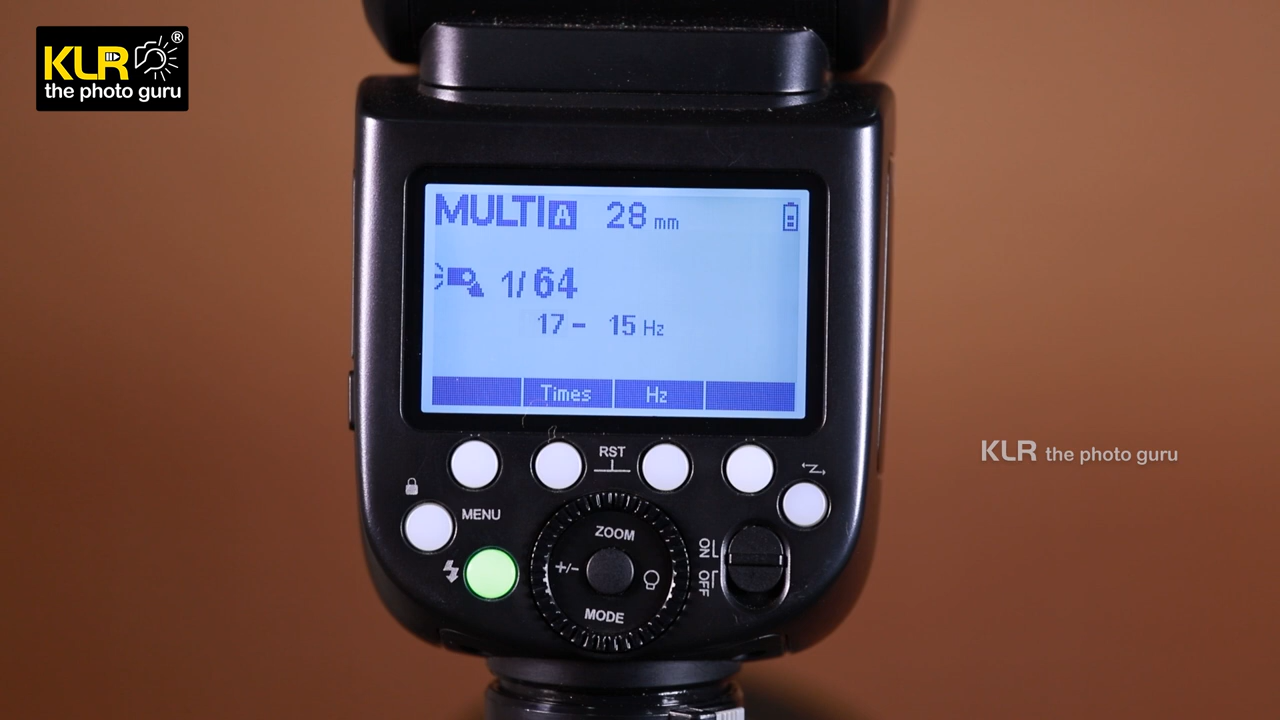 KLR ®
the photo guru
MULTI A 28 mm
1/64
17 - 15 Hz
Times Hz
RST
MENU
ZOOM
+/-
MODE
ON
OFF
KLR the photo guru